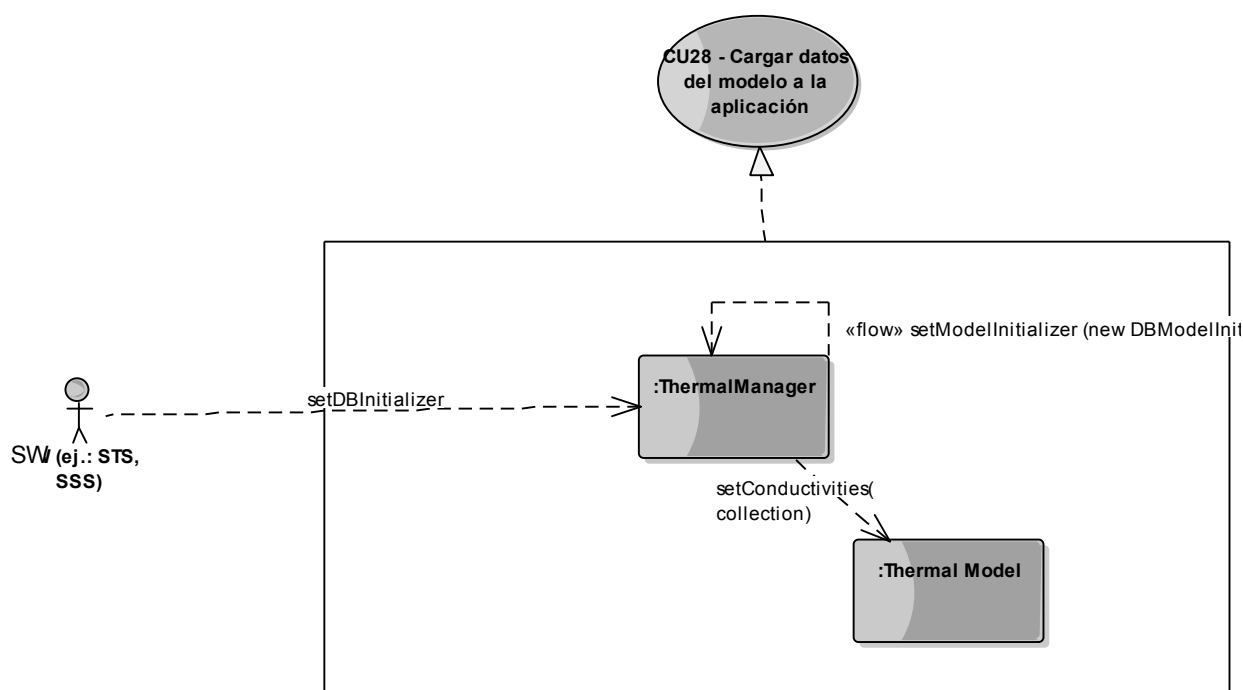 CU28 - Cargar datos
del modelo a la
aplicación
«flow» setModelInitializer (new DBModelInit
:ThermalManager
setDBInitializer
SW/ (ej.: STS,
SSS)
setConductivities(
collection)
:Thermal Model